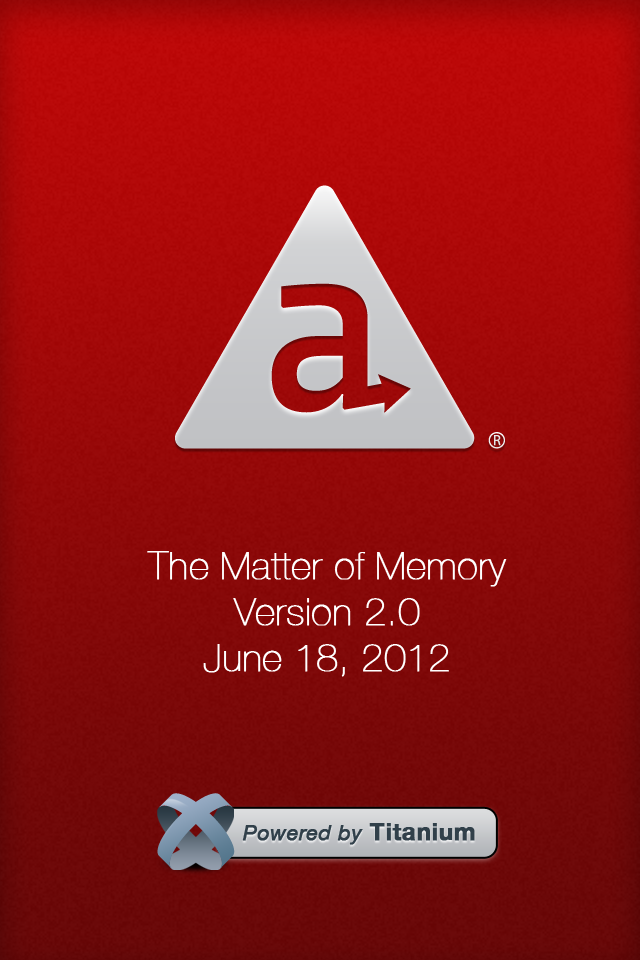 a
®
The Matter of Memory
Version 2.0
June 18, 2012
Powered by Titanium